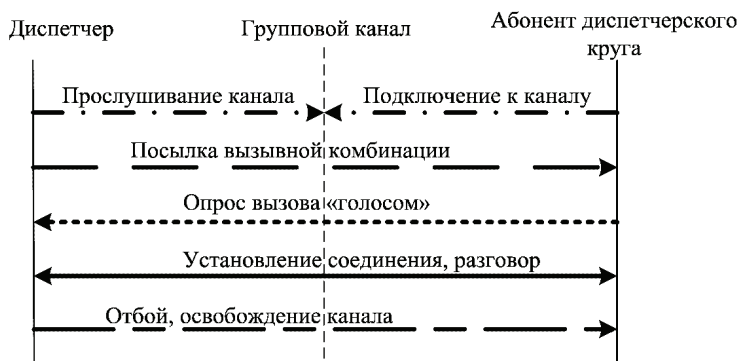 Диспетчер
Групповой канал
Абонент диспетчерского
круга
Прослушивание канала
Подключение к каналу
Посылка вызывной комбинации
Опрос вызова «голосом»
Установление соединения, разговор
Отбой, освобождение канала